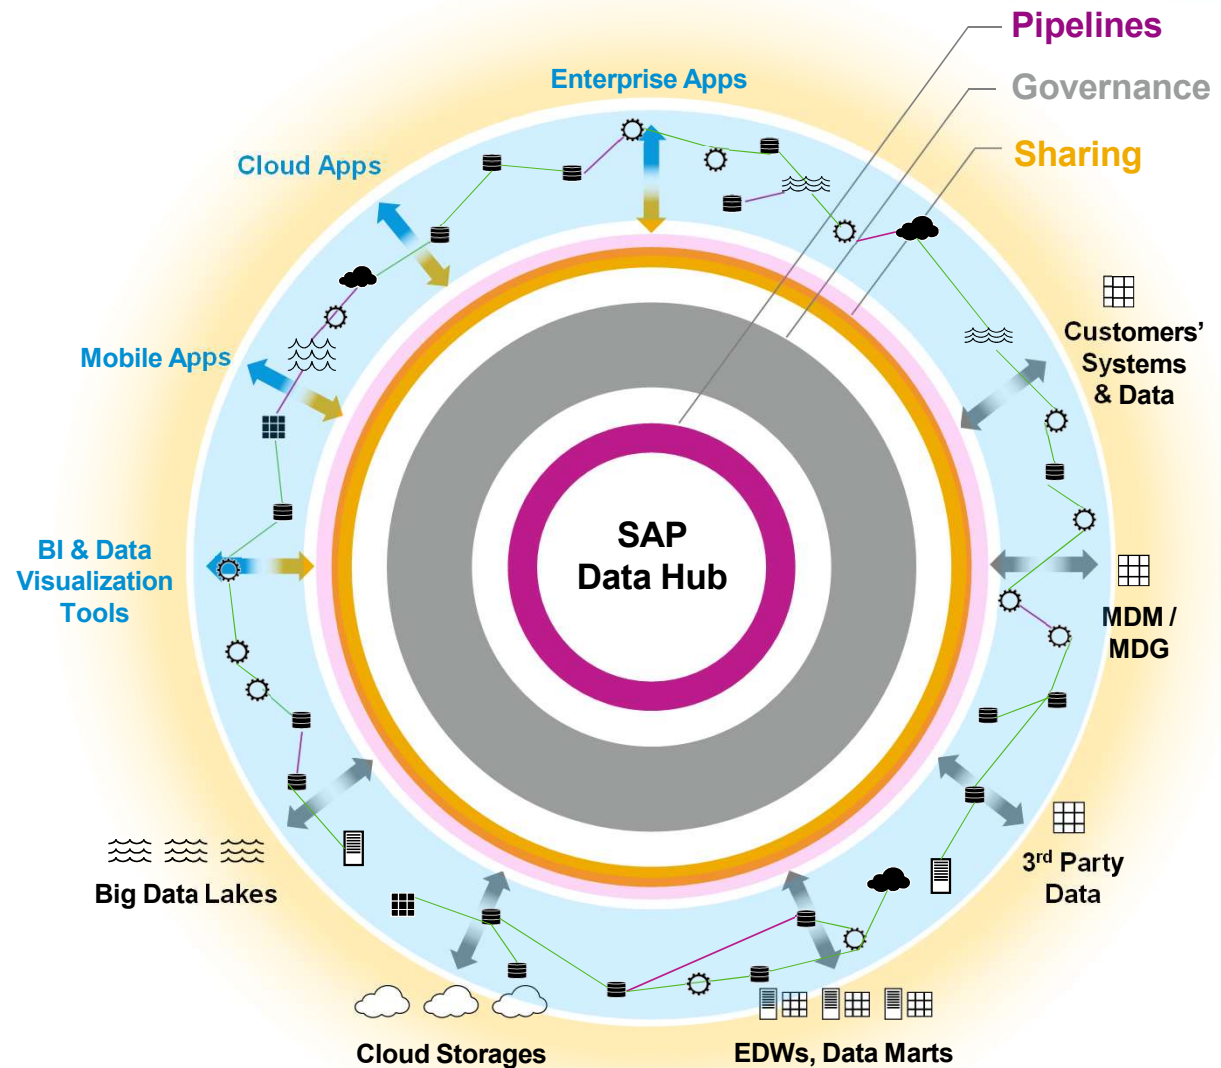 Pipelines
Governance
Sharing
Enterprise Apps
Cloud Apps
Mobile Apps
BI & Data
Visualization
Tools
SAP
Data Hub
Customers’
Systems
& Data
MDM /
MDG
3rd Party
Data
Big Data Lakes
Cloud Storages
EDWs, Data Marts